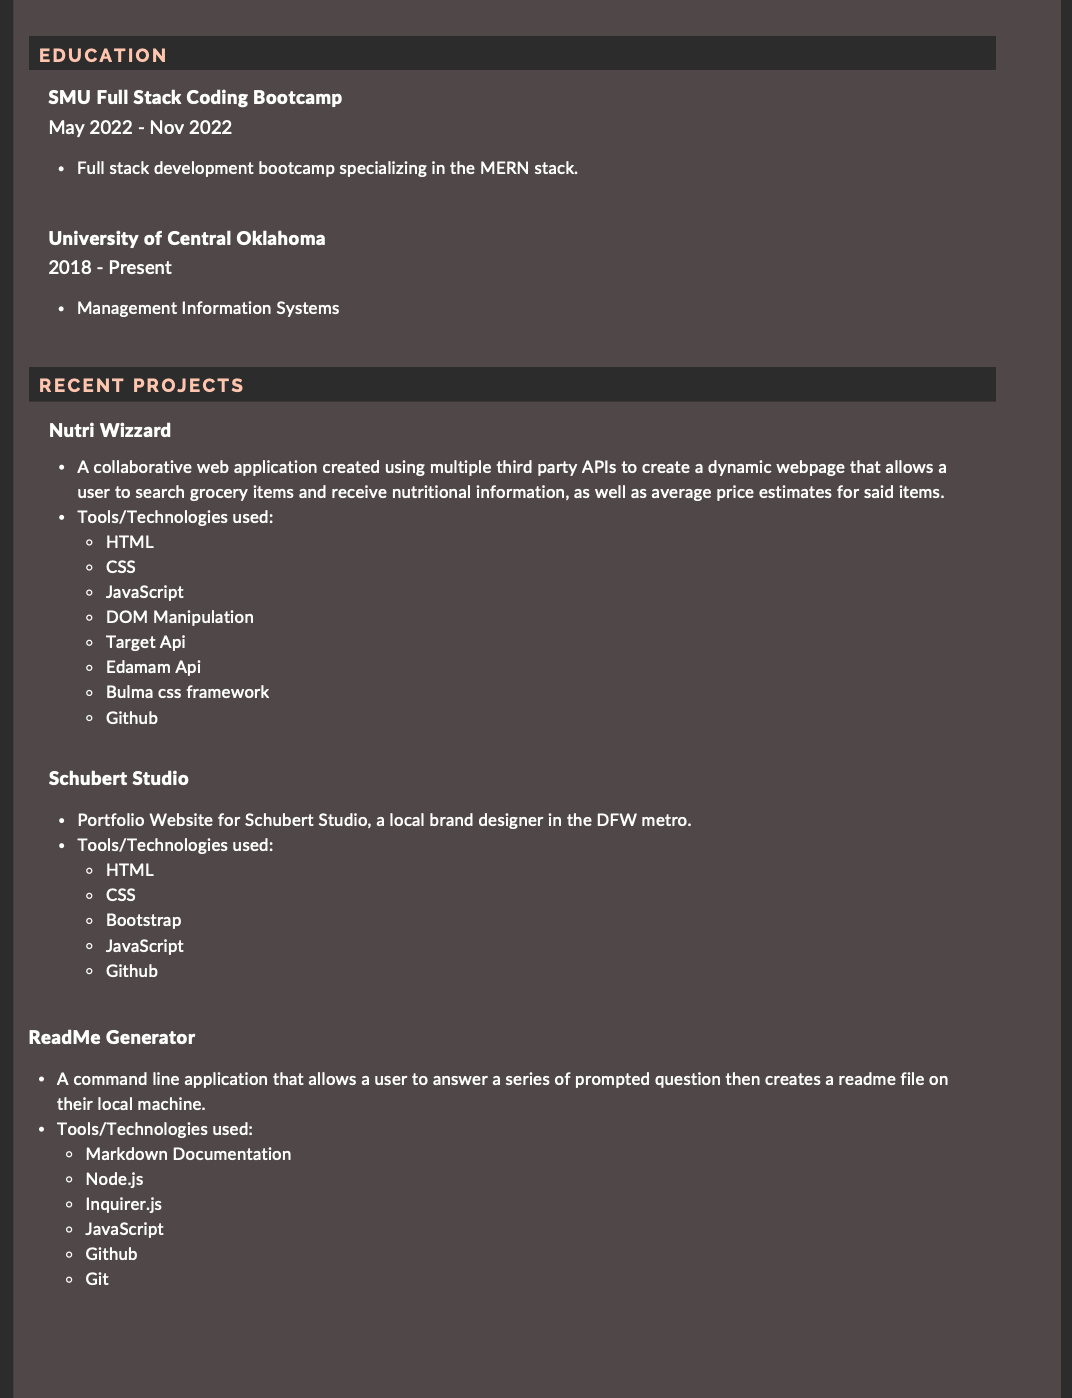 EDUCATION
SMU Full Stack Coding Bootcamp
May 2022 - Nov 2022
• Full stack development bootcamp specializing in the MERN stack.
University of Central Oklahoma
2018 - Present
• Management Information Systems
RECENT PROJECTS
Nutri Wizzard
• A collaborative web application created using multiple third party APIs to create a dynamic webpage that allows a
user to search grocery items and receive nutritional information, as well as average price estimates for said items.
• Tools/Technologies used:
◦ HTML
◦ CSS
◦ JavaScript
◦ DOM Manipulation
◦ Target Api
◦ Edamam Api
◦ Bulma css framework
◦ Github
Schubert Studio
• Portfolio Website for Schubert Studio, a local brand designer in the DFW metro.
• Tools/Technologies used:
◦ HTML
◦ CSS
◦ Bootstrap
◦ JavaScript
◦ Github
ReadMe Generator
• A command line application that allows a user to answer a series of prompted question then creates a readme file on
their local machine.
• Tools/Technologies used:
◦ Markdown Documentation
◦ Node.js
◦ Inquirer.js
◦ JavaScript
◦ Github
◦ Git